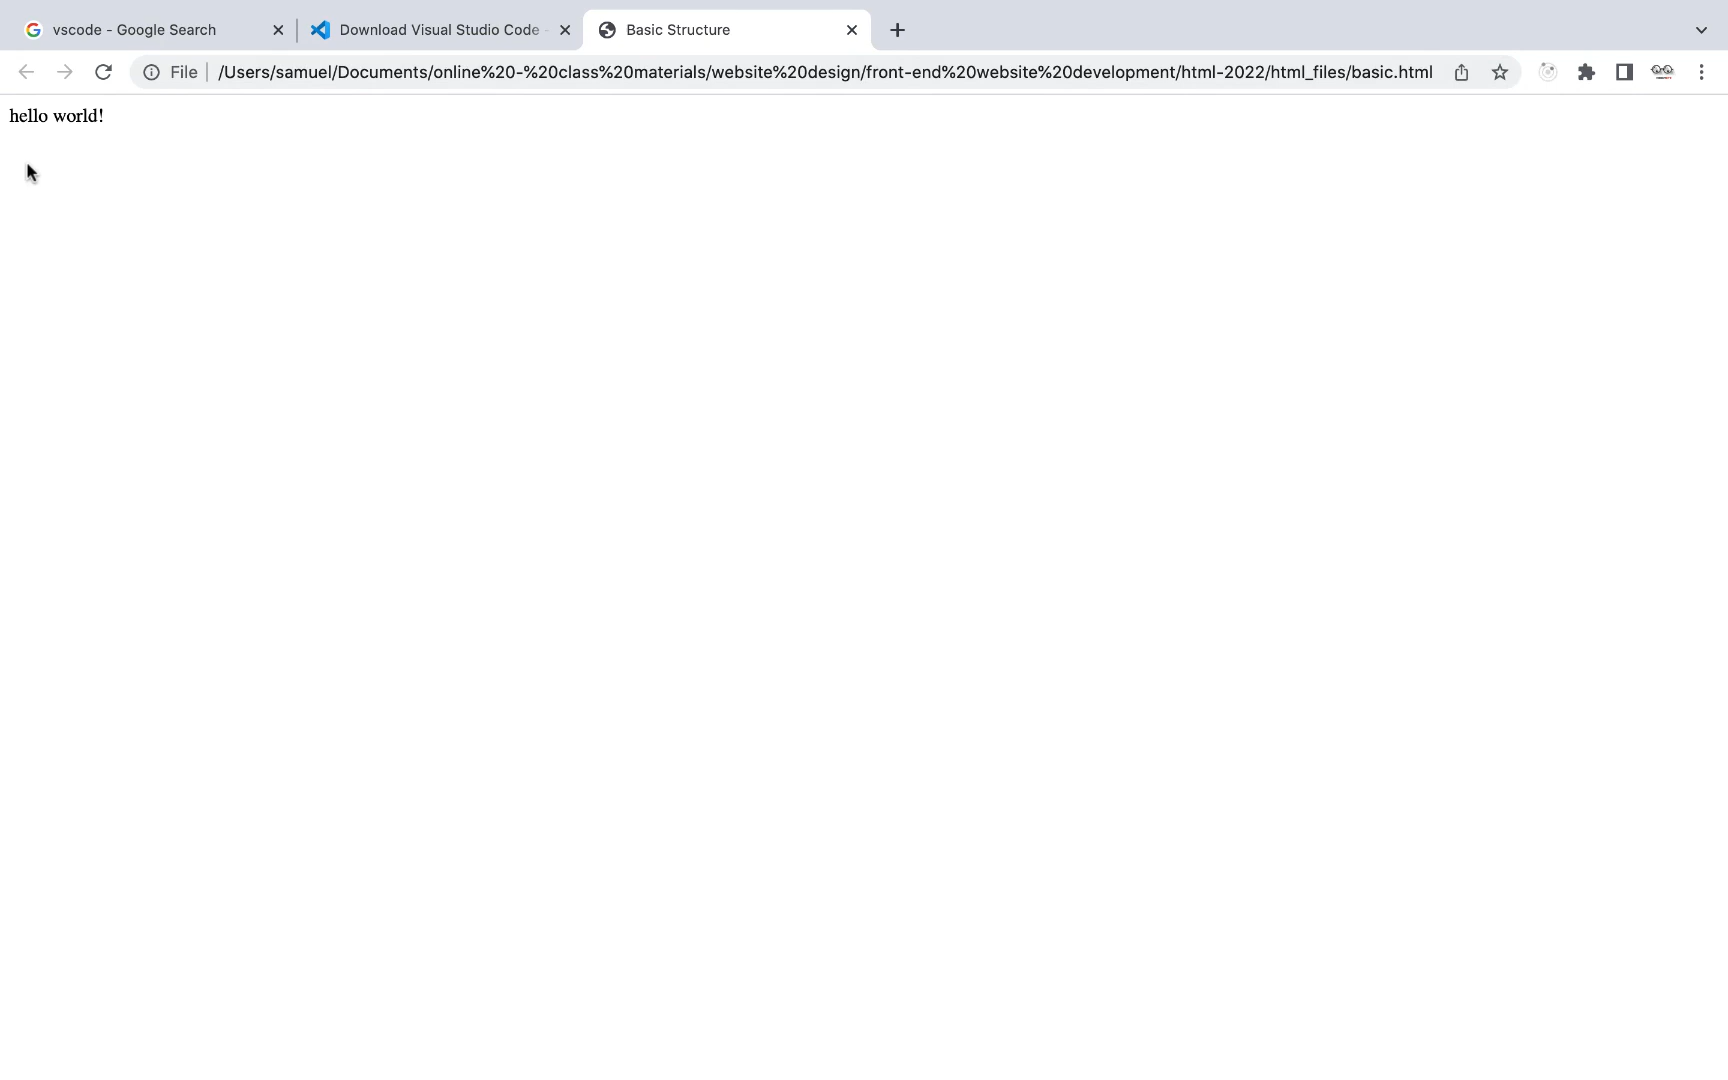 vscode - Google Search
Download Visual Studio Code -
Basic Structure
File
/Users/samuel/Documents/online%20-%20class%20materials/website%20design/front-end%20website%20development/html-2022/html_files/basic.html
hello world!